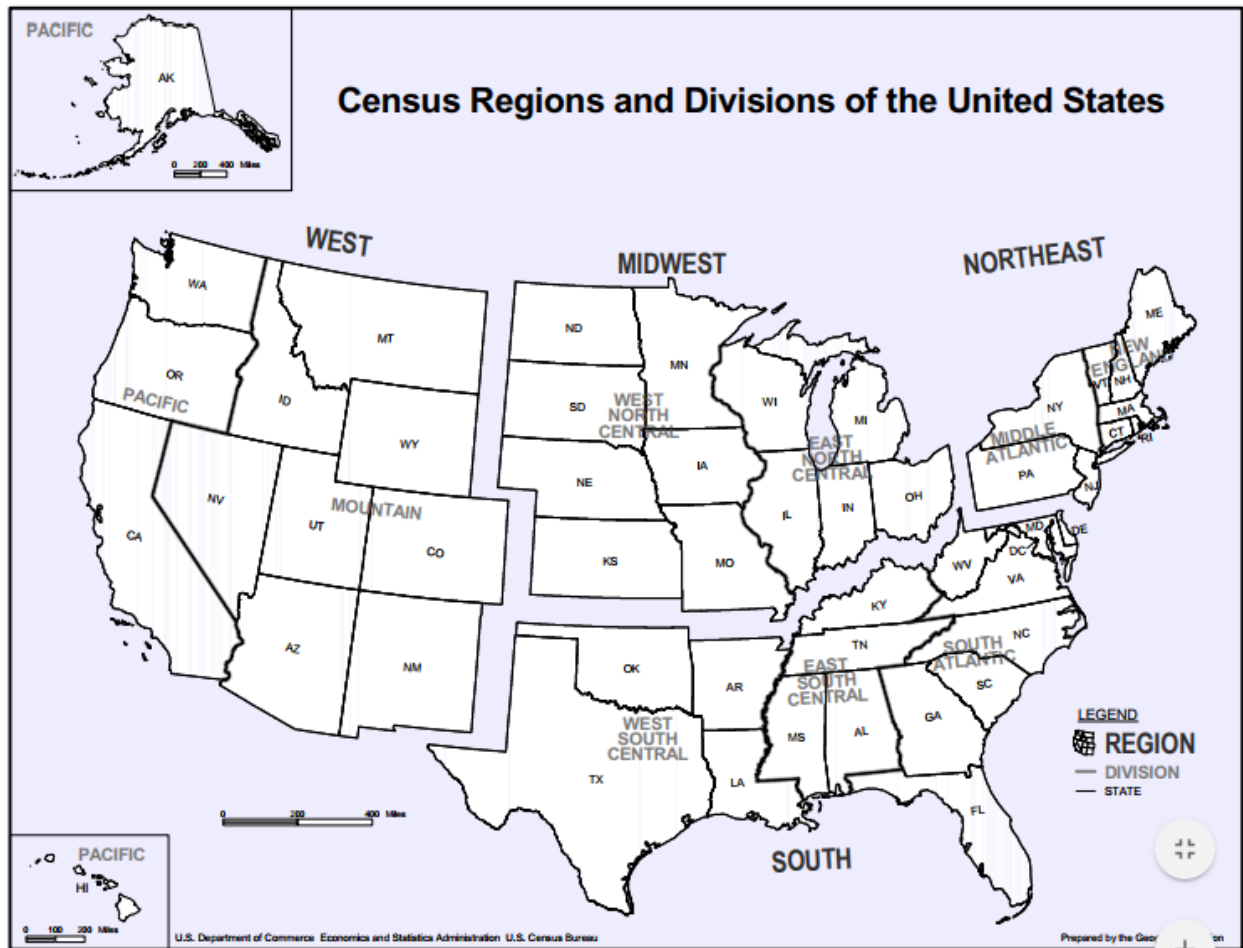 PACIFIC
AK
0 200 400 Miles
Census Regions and Divisions of the United States
WEST
MIDWEST
NORTHEAST
WA
MT
ND
MN
ME
OR
PACIFIC
ID
SD
WEST
NORTH
CENTRAL
WI
MI
NEW
ENGLAND
VT
NH
NY
MA
WY
MIDDLE
ATLANTIC
CT
RI
NV
MOUNTAIN
UT
CO
NE
IA
EAST
NORTH
CENTRAL
IL
IN
OH
PA
NJ
CA
KS
MO
WV
MD
DE
DC
VA
KY
AZ
NM
OK
AR
TN
EAST
SOUTH
CENTRAL
NC
SOUTH
ATLANTIC
SC
WEST
SOUTH
CENTRAL
TX
LA
MS
AL
GA
FL
LEGEND
REGION
DIVISION
STATE
0 200 400 Miles
SOUTH
PACIFIC
HI
0 100 200 Miles
U.S. Department of Commerce Economics and Statistics Administration U.S. Census Bureau
Prepared by the